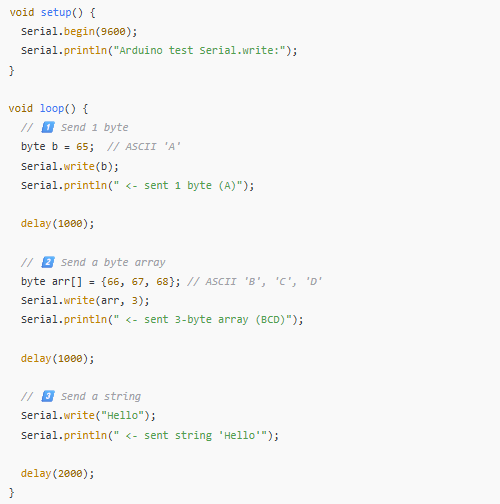 void setup() {
  Serial.begin(9600);
  Serial.println("Arduino test Serial.write:");
}

void loop() {
  // 1️⃣ Send 1 byte
  byte b = 65;  // ASCII 'A'
  Serial.write(b);
  Serial.println(" <- sent 1 byte (A)");

  delay(1000);

  // 2️⃣ Send a byte array
  byte arr[] = {66, 67, 68}; // ASCII 'B', 'C', 'D'
  Serial.write(arr, 3);
  Serial.println(" <- sent 3-byte array (BCD)");

  delay(1000);

  // 3️⃣ Send a string
  Serial.write("Hello");
  Serial.println(" <- sent string 'Hello'");

  delay(2000);
}